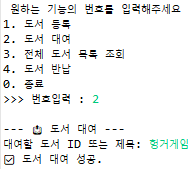 원하는 기능의 번호를 입력해주세요
1. 도서 등록
2. 도서 대여
3. 전체 도서 목록 조회
4. 도서 반납
0. 종료
>>> 번호입력 : 2
--- 📤 도서 대여 ---
대여할 도서 ID 또는 제목: 헝거게임
☑ 도서 대여 성공.